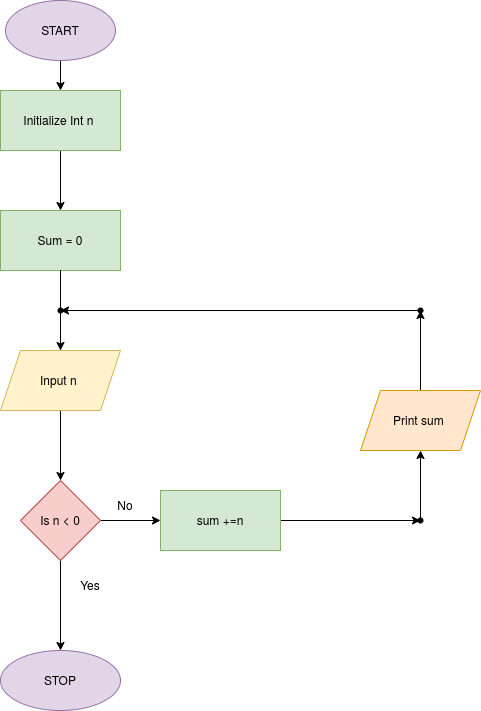 START
Initialize Int n
Sum = 0
Input n
Print sum
Is n < 0
No
sum +=n
Yes
STOP